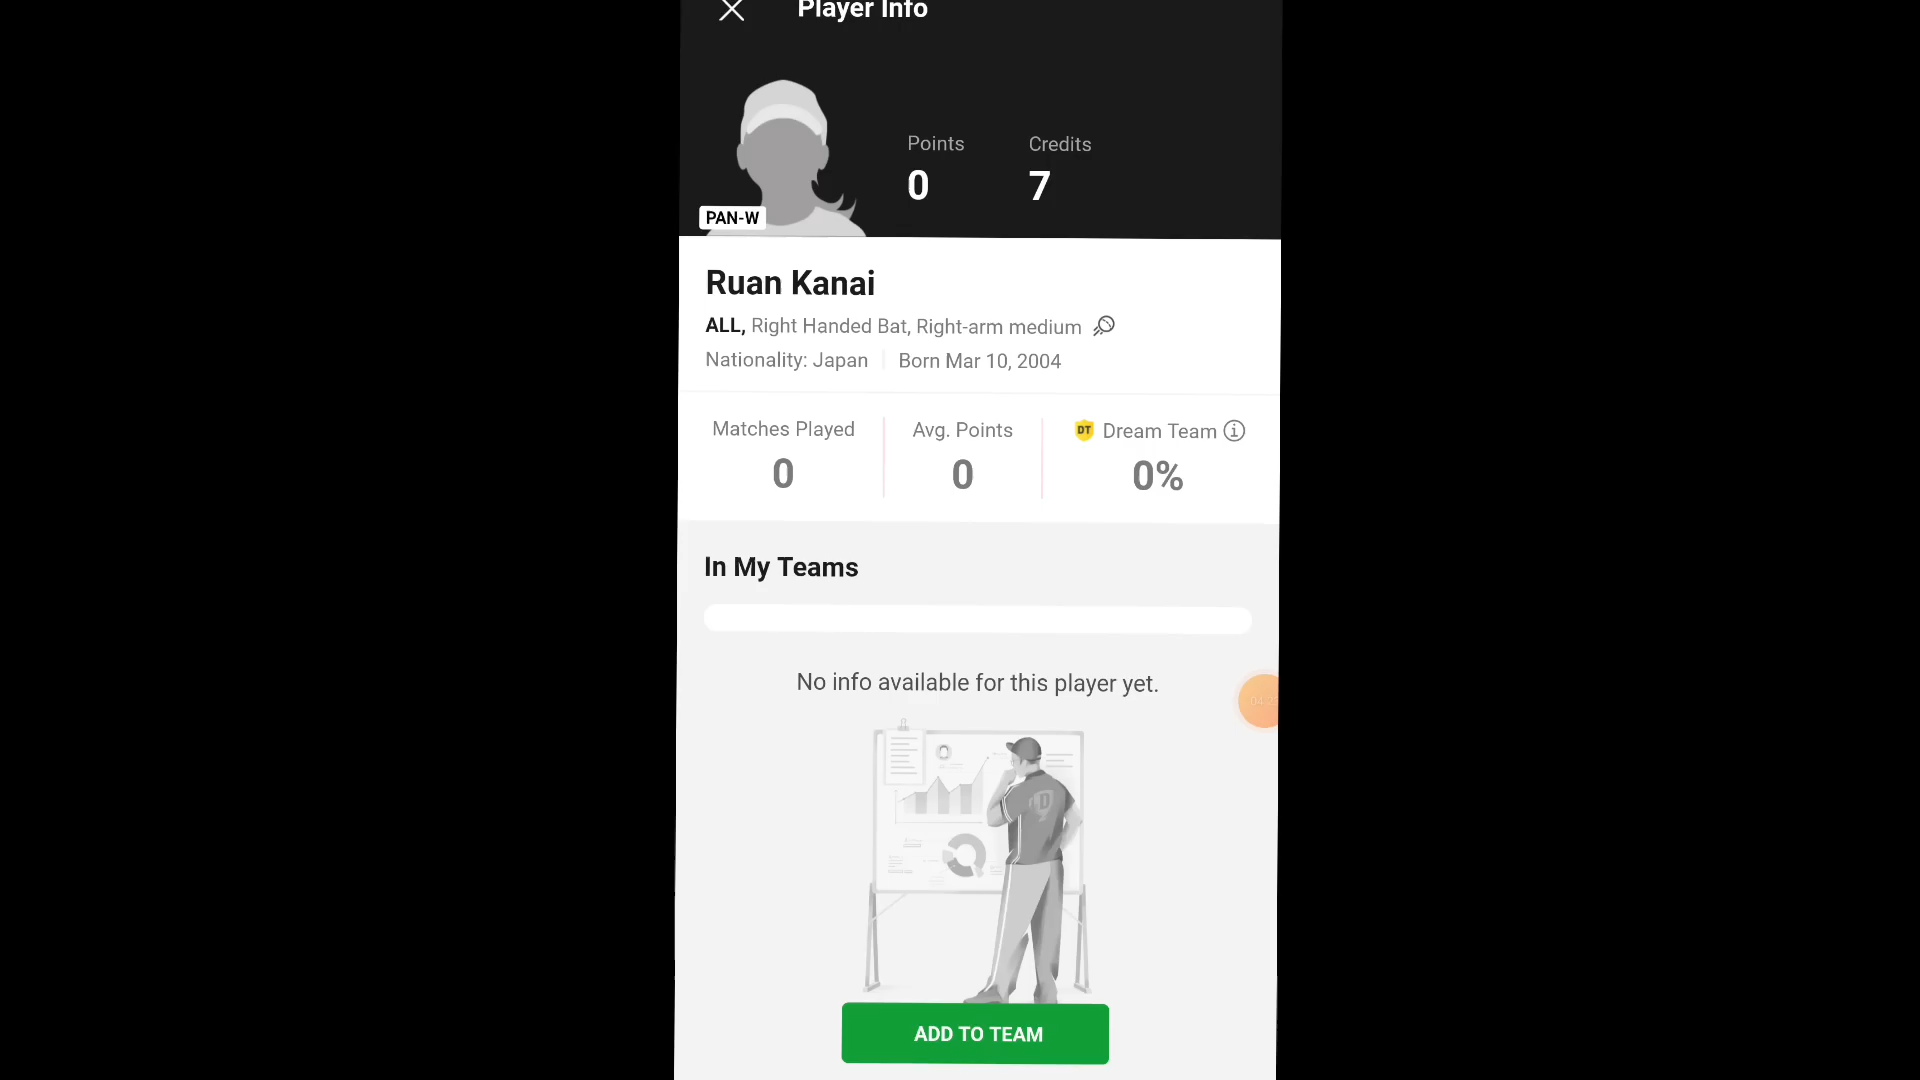 Player Info
Points
Credits
0
7
PAN-W
Ruan Kanai
ALL, Right Handed Bat, Right-arm medium
Nationality: Japan
Born Mar 10, 2004
Matches Played
Avg. Points
DT Dream Team
0
0
0%
In My Teams
No info available for this player yet.
D
ADD TO TEAM